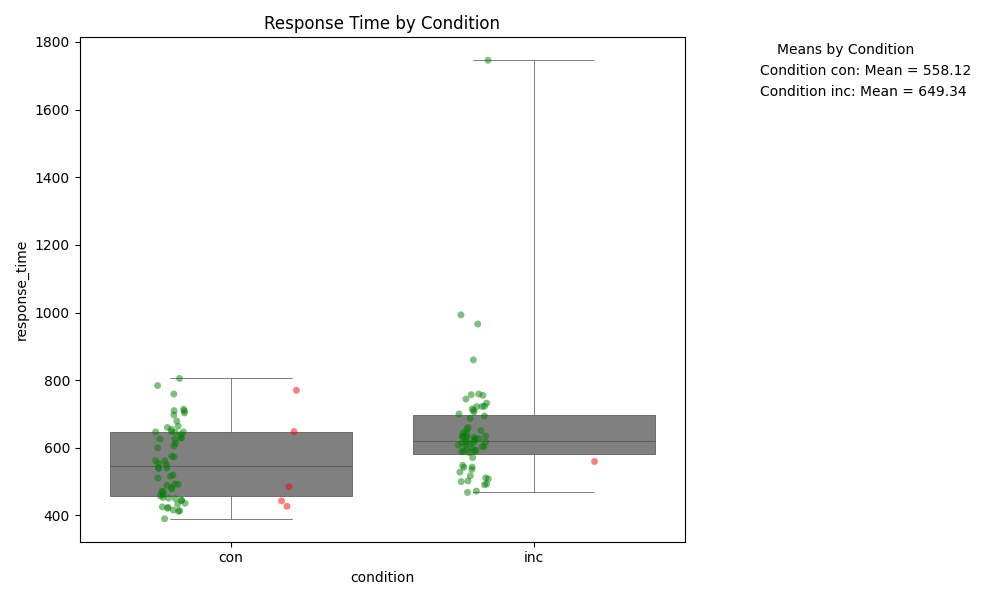 Response Time by Condition
Means by Condition
Condition con: Mean = 558.12
Condition inc: Mean = 649.34
response_time
1800
1600
1400
1200
1000
800
600
400
con
inc
condition